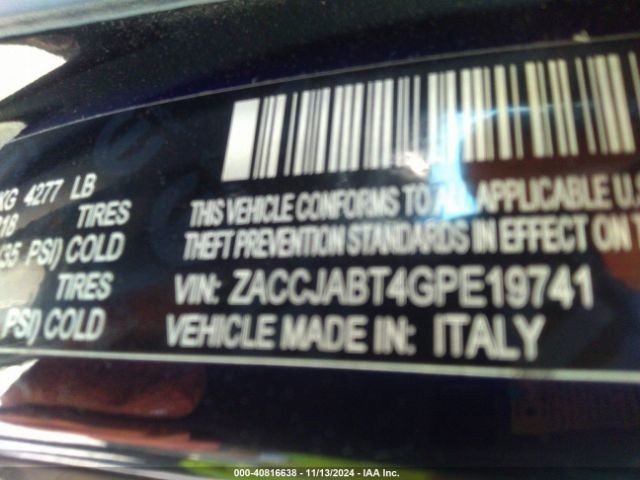 KG 4277 LB
218 TIRES
(35 PSI) COLD
TIRES
PSI) COLD
THIS VEHICLE CONFORMS TO ALL APPLICABLE U.S
THEFT PREVENTION STANDARDS IN EFFECT ON T
VIN: ZACCJABT4GPE19741
VEHICLE MADE IN: ITALY
000-40816638 - 11/13/2024 - IAA Inc.